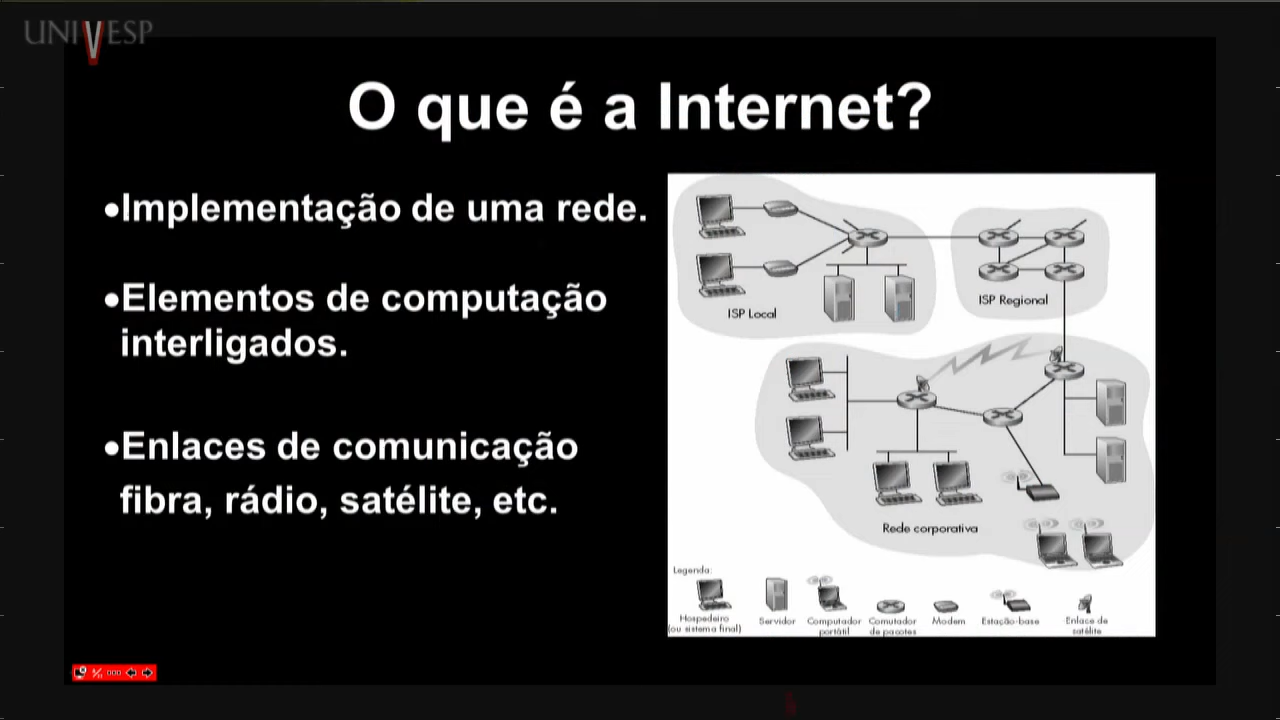 UNIVESP
O que é a Internet?
•Implementação de uma rede.
•Elementos de computação
interligados.
•Enlaces de comunicação
fibra, rádio, satélite, etc.
ISP Local
ISP Regional
Rede corporativa
Legenda:
Hospedeiro
(ou sistema final)
Servidor
Computador
portátil
Comutador
de pacotes
Modem
Estação-base
Enlace de
satélite